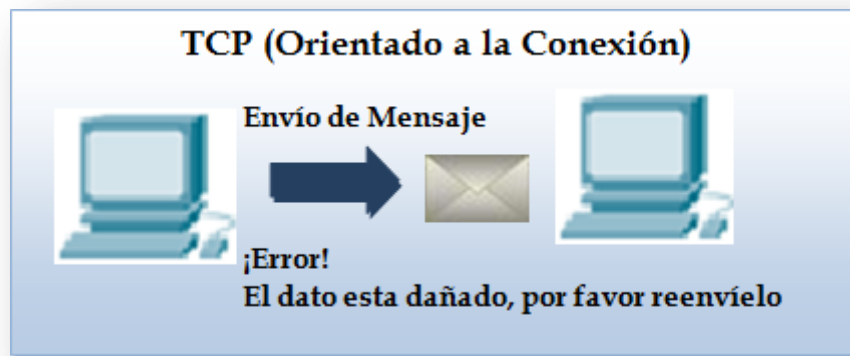 TCP (Orientado a la Conexión)
Envío de Mensaje
¡Error!
El dato esta dañado, por favor reenvíelo